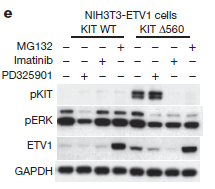 e
NIH3T3-ETV1 cells
KIT WT KIT Δ560
MG132 – – – + – – – +
Imatinib – – + – – – + –
PD325901 – + – – – + – –
pKIT
pERK
ETV1
GAPDH